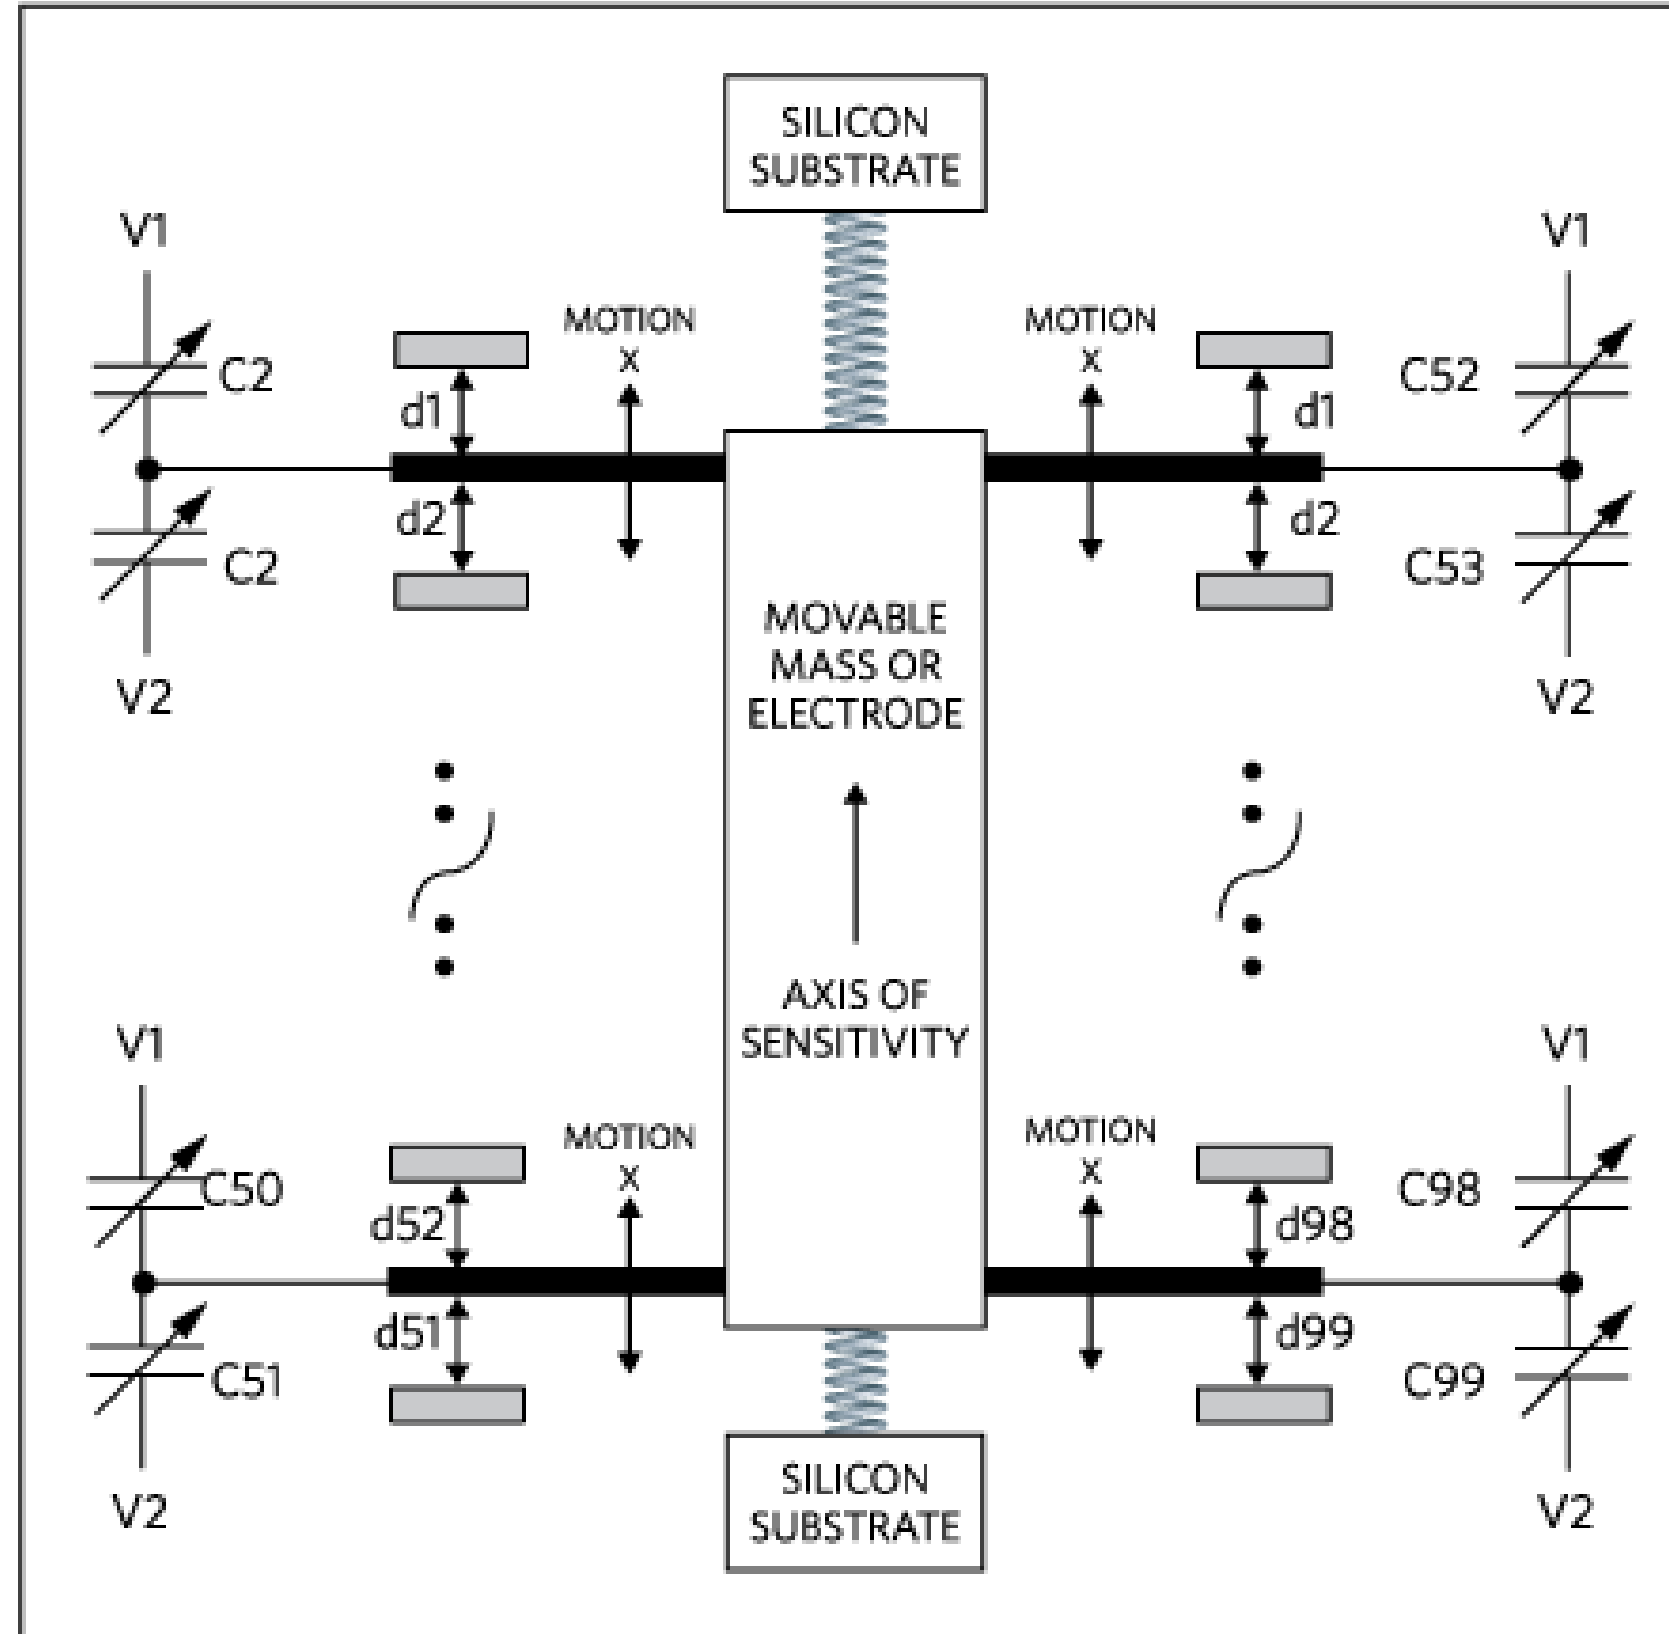 SILICON
SUBSTRATE
V1
V1
MOTION
X
MOTION
X
C2
d1
d1
C52
d2
d2
C2
C53
V2
V2
MOVABLE
MASS OR
ELECTRODE
AXIS OF
SENSITIVITY
V1
V1
MOTION
X
MOTION
X
C50
d52
d98
C98
d51
d99
C51
C99
V2
V2
SILICON
SUBSTRATE